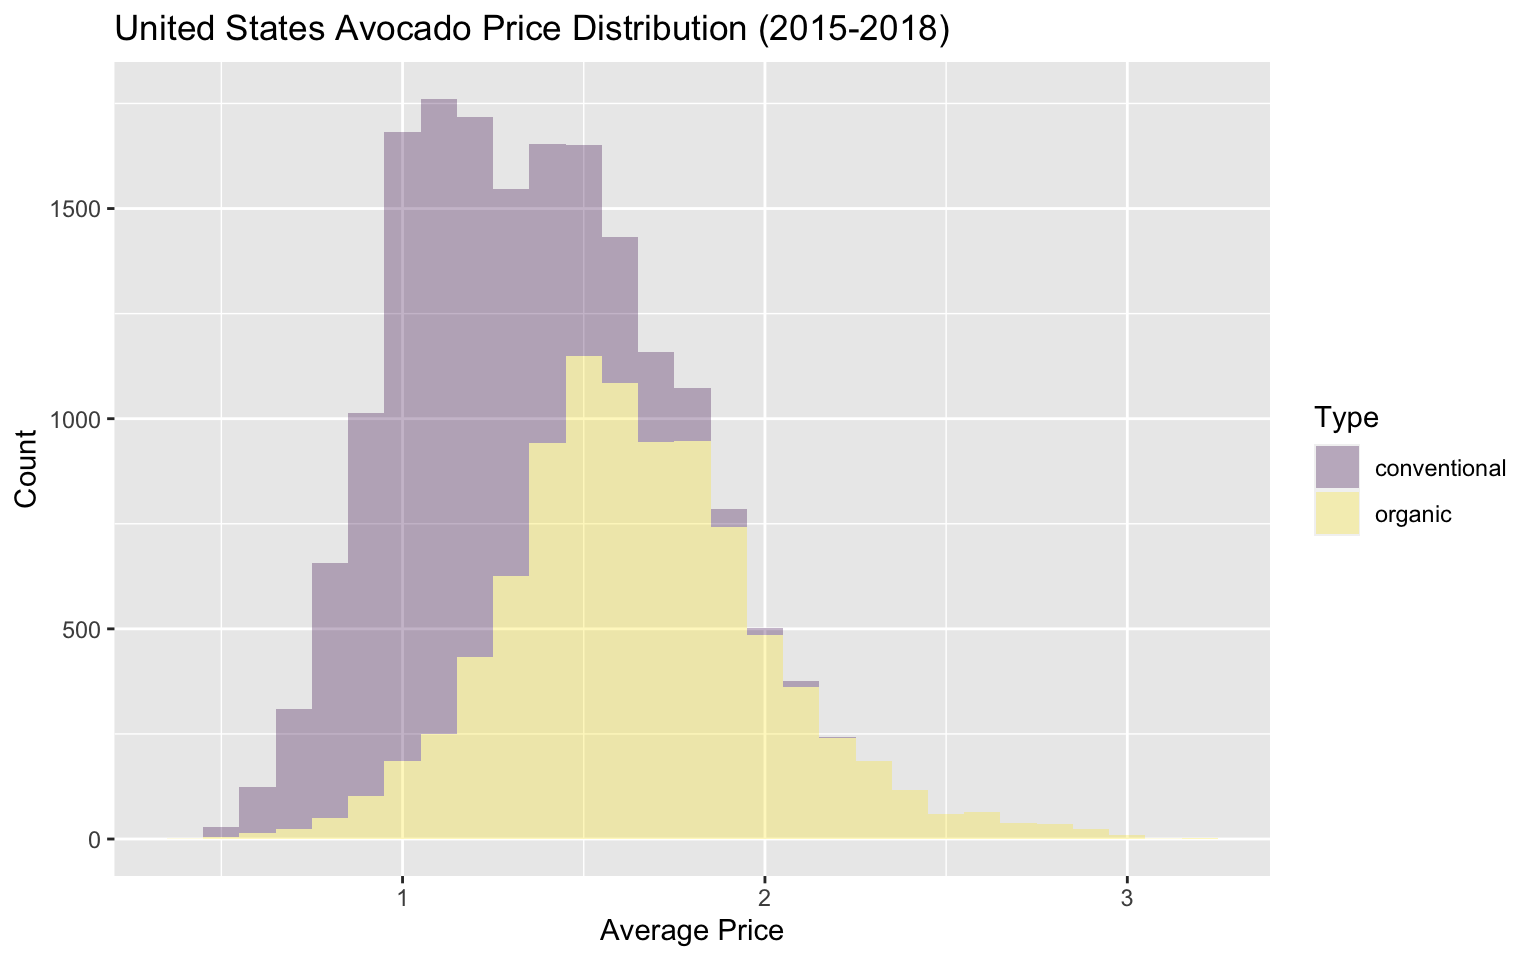 United States Avocado Price Distribution (2015-2018)
1500
1000
500
0
Count
1 2 3
Average Price
Type
conventional
organic